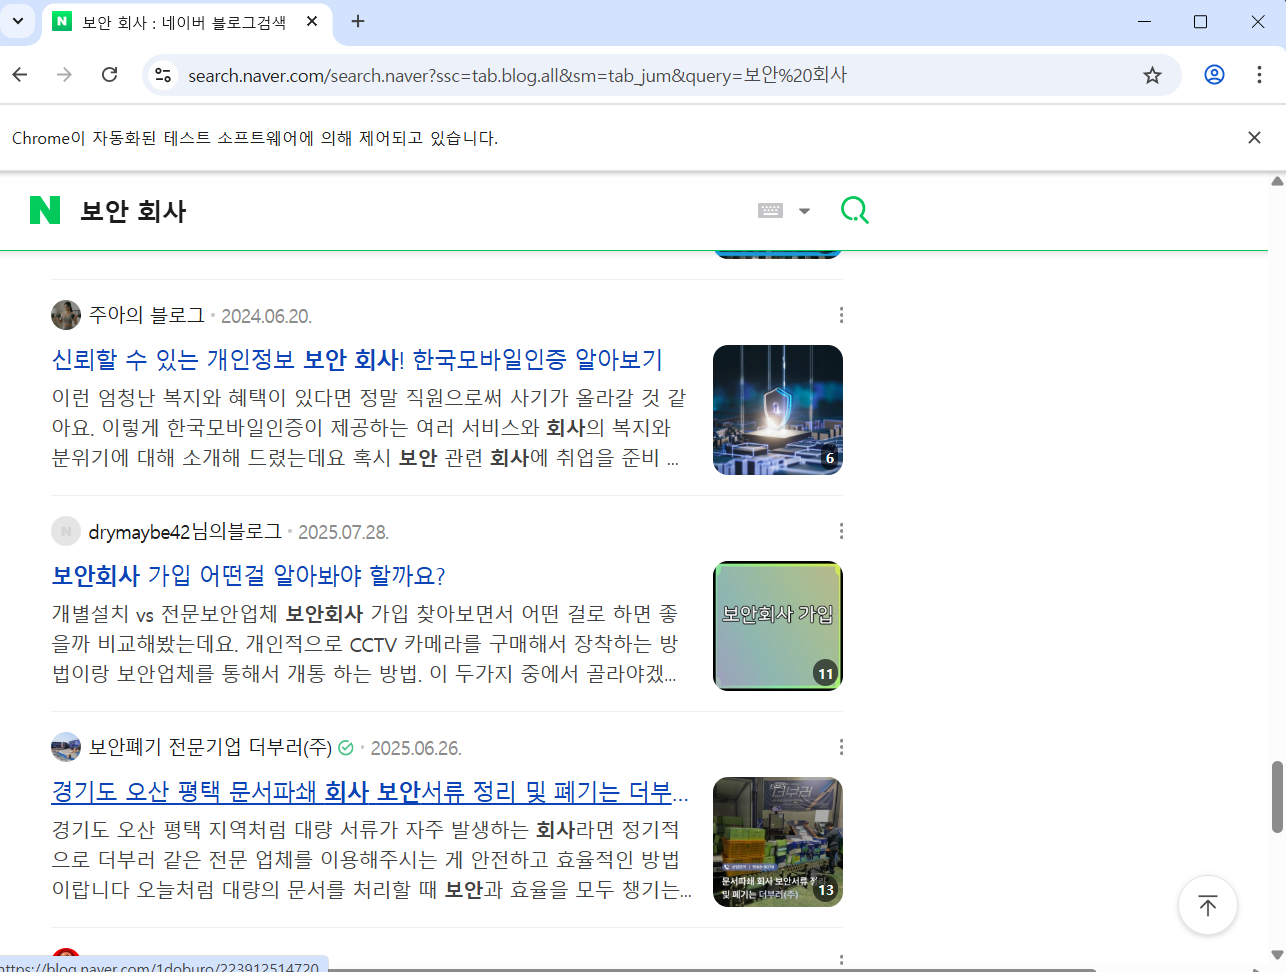 보안 회사 : 네이버 블로그검색
search.naver.com/search.naver?ssc=tab.blog.all&sm=tab_jum&query=보안%20회사
Chrome이 자동화된 테스트 소프트웨어에 의해 제어되고 있습니다.
N 보안 회사
주아의 블로그 · 2024.06.20.
신뢰할 수 있는 개인정보 보안 회사! 한국모바일인증 알아보기
이런 엄청난 복지와 혜택이 있다면 정말 직원으로써 사기가 올라갈 것 같
아요. 이렇게 한국모바일인증이 제공하는 여러 서비스와 회사의 복지와
분위기에 대해 소개해 드렸는데요 혹시 보안 관련 회사에 취업을 준비 ...
6
drymaybe42님의블로그 · 2025.07.28.
보안회사 가입 어떤걸 알아봐야 할까요?
개별설치 vs 전문보안업체 보안회사 가입 찾아보면서 어떤 걸로 하면 좋
을까 비교해봤는데요. 개인적으로 CCTV 카메라를 구매해서 장착하는 방
법이랑 보안업체를 통해서 개통 하는 방법. 이 두가지 중에서 골라야겠...
보안회사 가입
11
보안폐기 전문기업 더부러(주) · 2025.06.26.
경기도 오산 평택 문서파쇄 회사 보안서류 정리 및 폐기는 더부...
경기도 오산 평택 지역처럼 대량 서류가 자주 발생하는 회사라면 정기적
으로 더부러 같은 전문 업체를 이용해주시는 게 안전하고 효율적인 방법
이랍니다 오늘처럼 대량의 문서를 처리할 때 보안과 효율을 모두 챙기는...
더부러
문서파쇄 회사 보안서류 정리
및 폐기는 더부러(주)
13
https://blog.naver.com/1doburo/223912514720